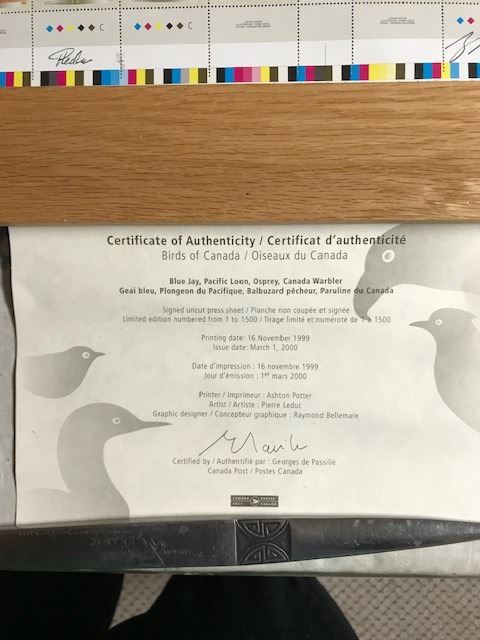 C
C
Certificate of Authenticity / Certificat d'authenticité
Birds of Canada / Oiseaux du Canada
Blue Jay, Pacific Loon, Osprey, Canada Warbler
Geai bleu, Plongeon du Pacifique, Balbuzard pêcheur, Paruline du Canada
Signed uncut press sheet / Planche non coupée et signée
Limited edition numbered from 1 to 1500 / Tirage limité et numéroté de 1 à 1500
Printing date: 16 November 1999
Issue date: March 1, 2000
Date d'impression : 16 novembre 1999
Jour d'émission : 1er mars 2000
Printer / Imprimeur : Ashton Potter
Artist / Artiste : Pierre Leduc
Graphic designer / Concepteur graphique : Raymond Bellemare
Certified by / Authentifié par : Georges de Passillé
Canada Post / Postes Canada
CANADA POSTES
POST CANADA